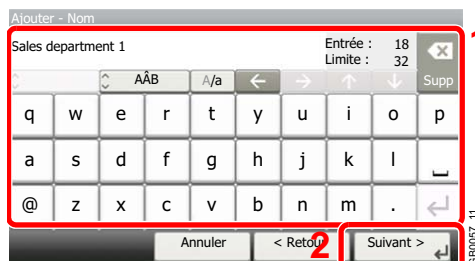 Ajouter - Nom
Sales department 1
Entrée : 18
Limite : 32
AÂB A/a Supp
q w e r t y u i o p
a s d f g h j k l
@ z x c v b n m .
Annuler < Retour Suivant >
1
2